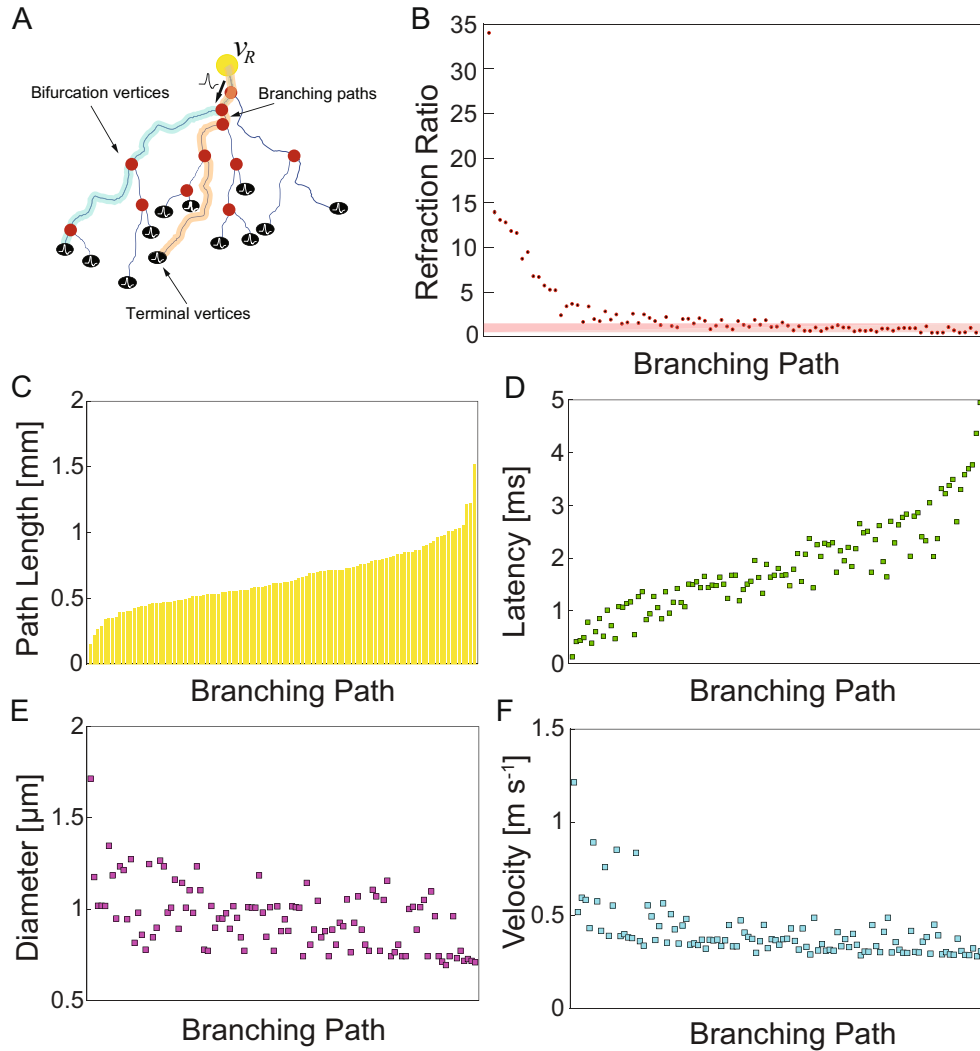 A
v_R
Bifurcation vertices
Branching paths
Terminal vertices
B
Refraction Ratio
35
30
25
20
15
10
5
0
Branching Path
C
Path Length [mm]
2
1.5
1
0.5
0
Branching Path
D
Latency [ms]
5
4
3
2
1
0
Branching Path
E
Diameter [µm]
2
1.5
1
0.5
Branching Path
F
Velocity [m s⁻¹]
1.5
1
0.5
0
Branching Path